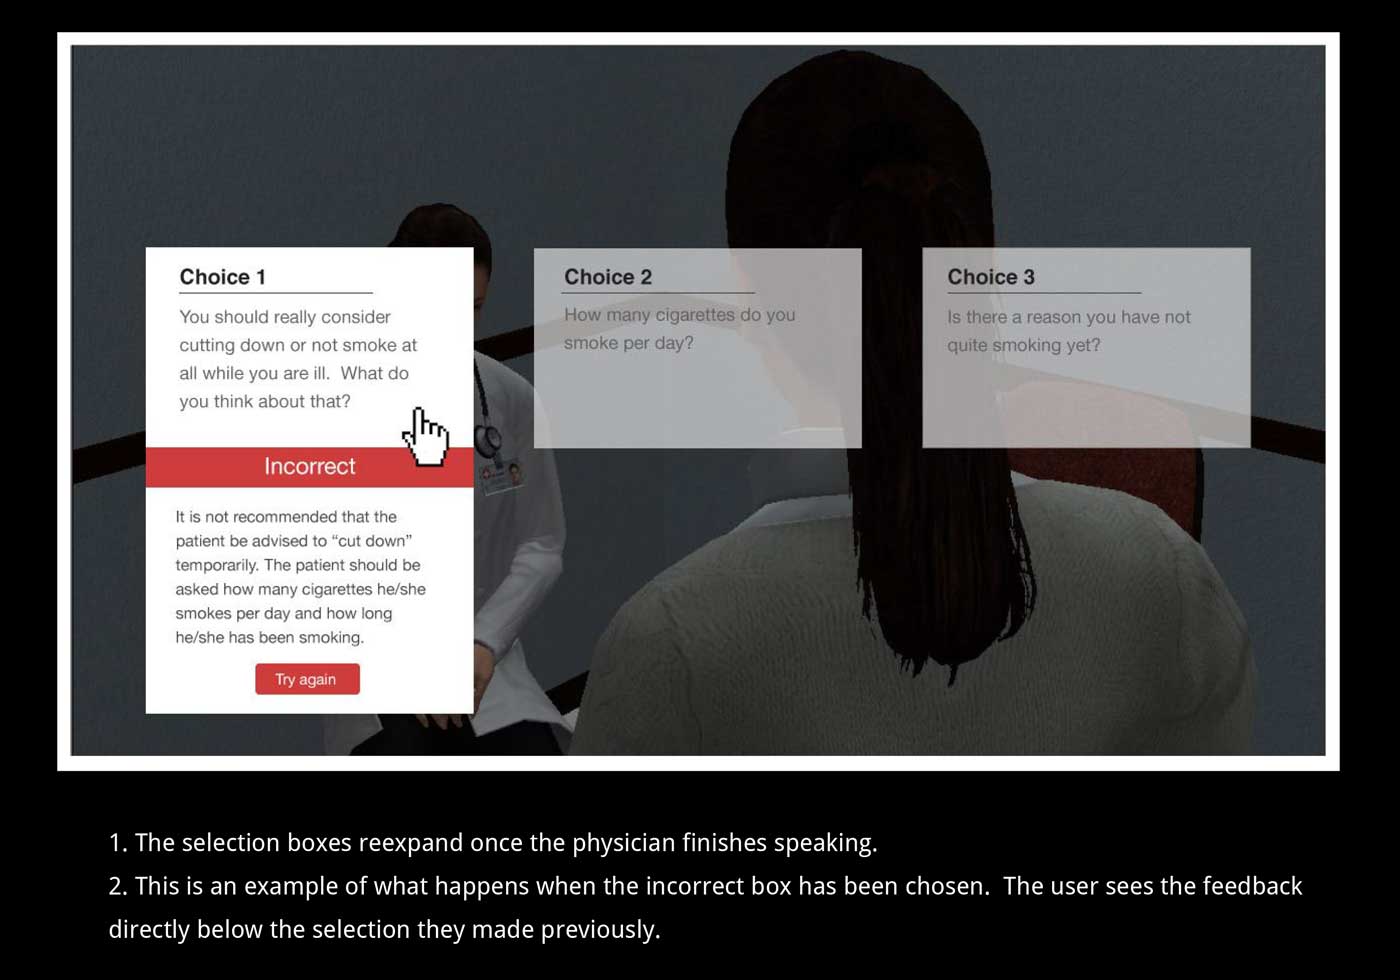 Choice 1
You should really consider
cutting down or not smoke at
all while you are ill.  What do
you think about that?
Incorrect
It is not recommended that the
patient be advised to “cut down”
temporarily. The patient should be
asked how many cigarettes he/she
smokes per day and how long
he/she has been smoking.
Try again
Choice 2
How many cigarettes do you
smoke per day?
Choice 3
Is there a reason you have not
quite smoking yet?
1. The selection boxes reexpand once the physician finishes speaking.
2. This is an example of what happens when the incorrect box has been chosen.  The user sees the feedback
directly below the selection they made previously.